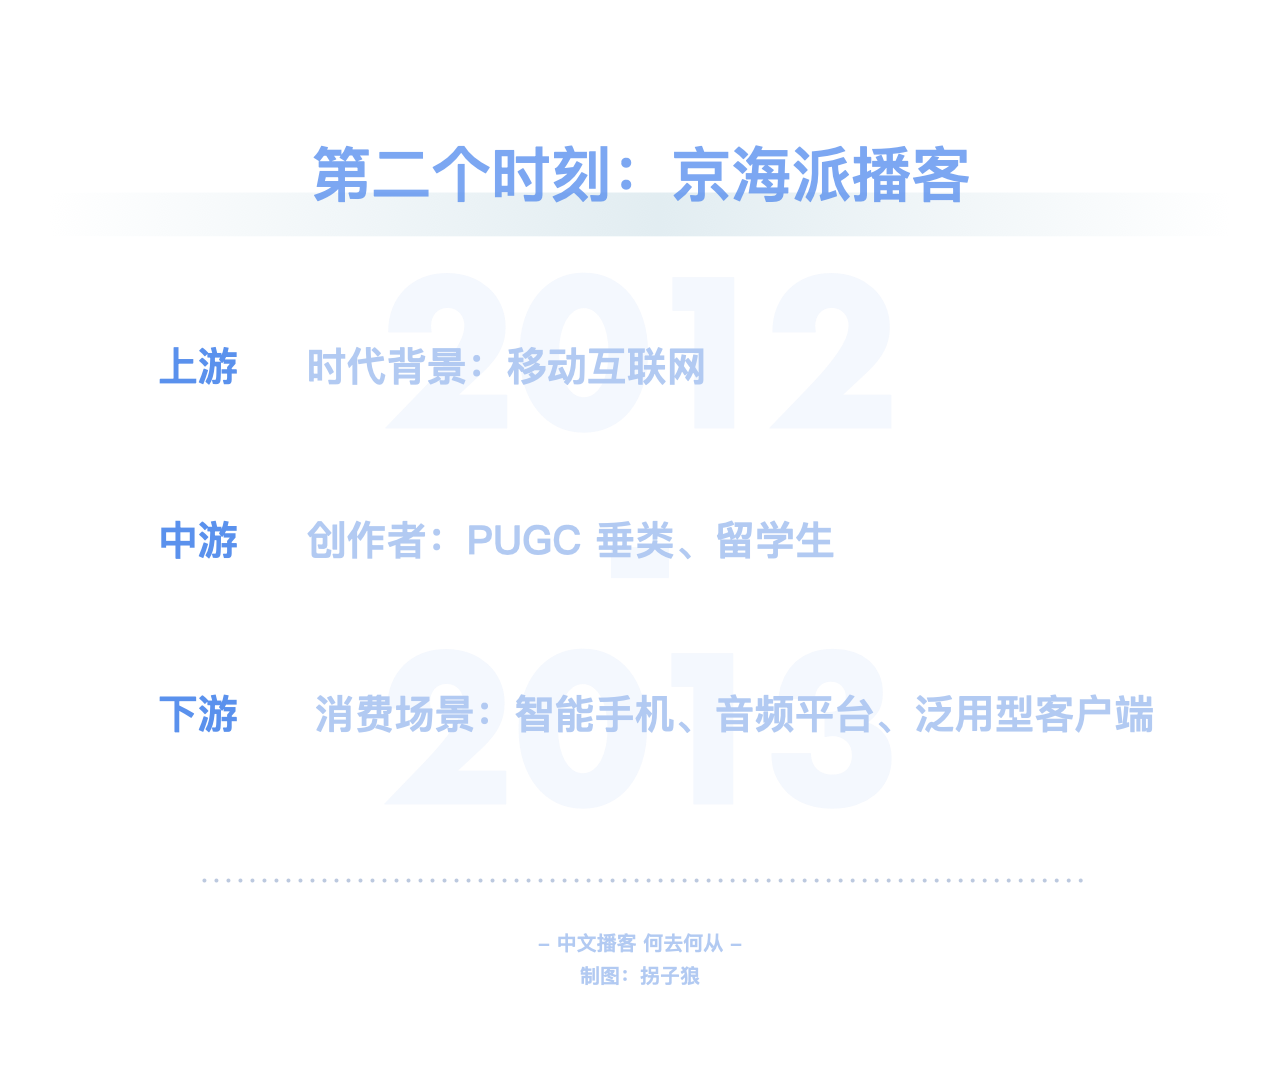 第二个时刻：京海派播客
2012
上游 时代背景：移动互联网
中游 创作者：PUGC 垂类、留学生
-
2013
下游 消费场景：智能手机、音频平台、泛用型客户端
– 中文播客 何去何从 –
制图：拐子狼